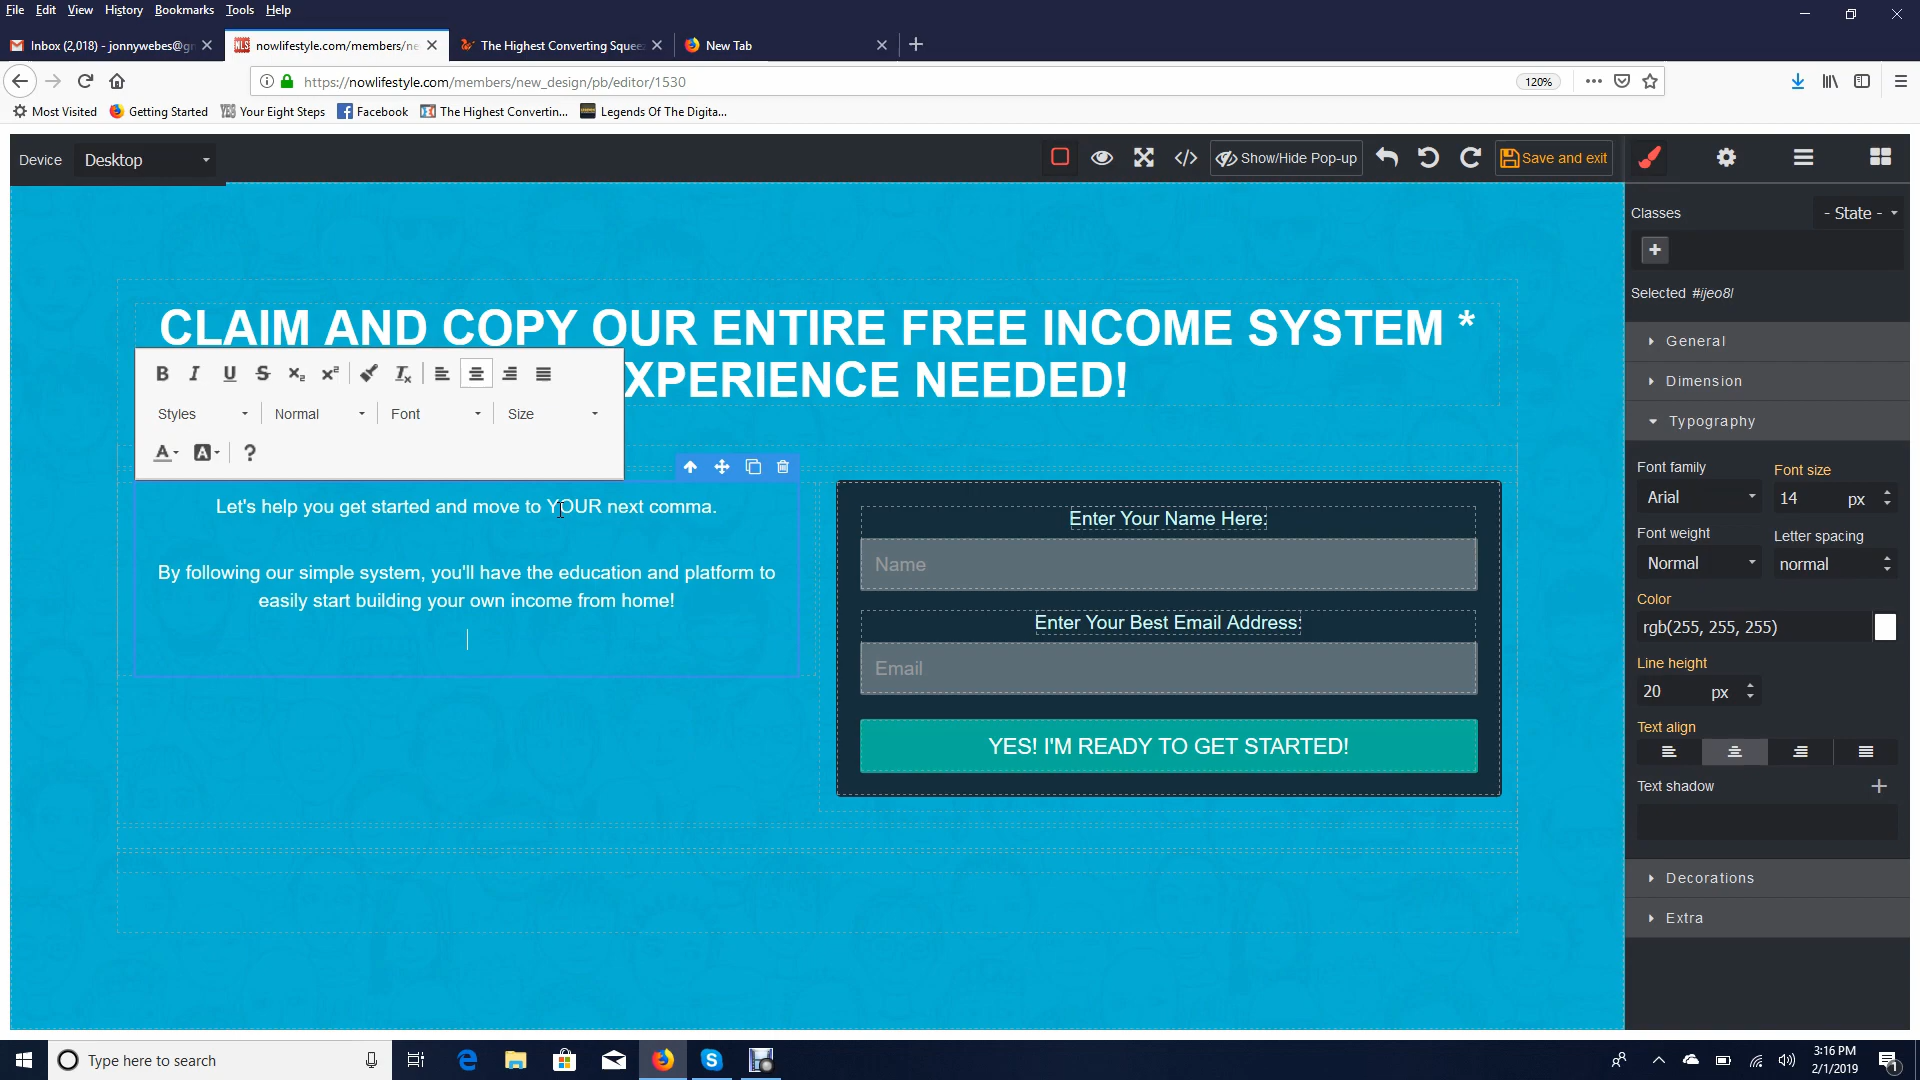 File Edit View History Bookmarks Tools Help
Inbox (2,018) - jonnywebes@g
nowlifestyle.com/members/ne
The Highest Converting Squee
New Tab
https://nowlifestyle.com/members/new_design/pb/editor/1530
120%
Most Visited Getting Started Your Eight Steps Facebook The Highest Convertin... Legends Of The Digita...
Device Desktop
Show/Hide Pop-up
Save and exit
Classes
- State -
Selected #ijeo8l
General
Dimension
Typography
Font family
Font size
Arial
14 px
Font weight
Letter spacing
Normal
normal
Color
rgb(255, 255, 255)
Line height
20 px
Text align
Text shadow
Decorations
Extra
CLAIM AND COPY OUR ENTIRE FREE INCOME SYSTEM *
XPERIENCE NEEDED!
Styles Normal Font Size
Let's help you get started and move to YOUR next comma.
By following our simple system, you'll have the education and platform to
easily start building your own income from home!
Enter Your Name Here:
Name
Enter Your Best Email Address:
Email
YES! I'M READY TO GET STARTED!
Type here to search
3:16 PM
2/1/2019
1